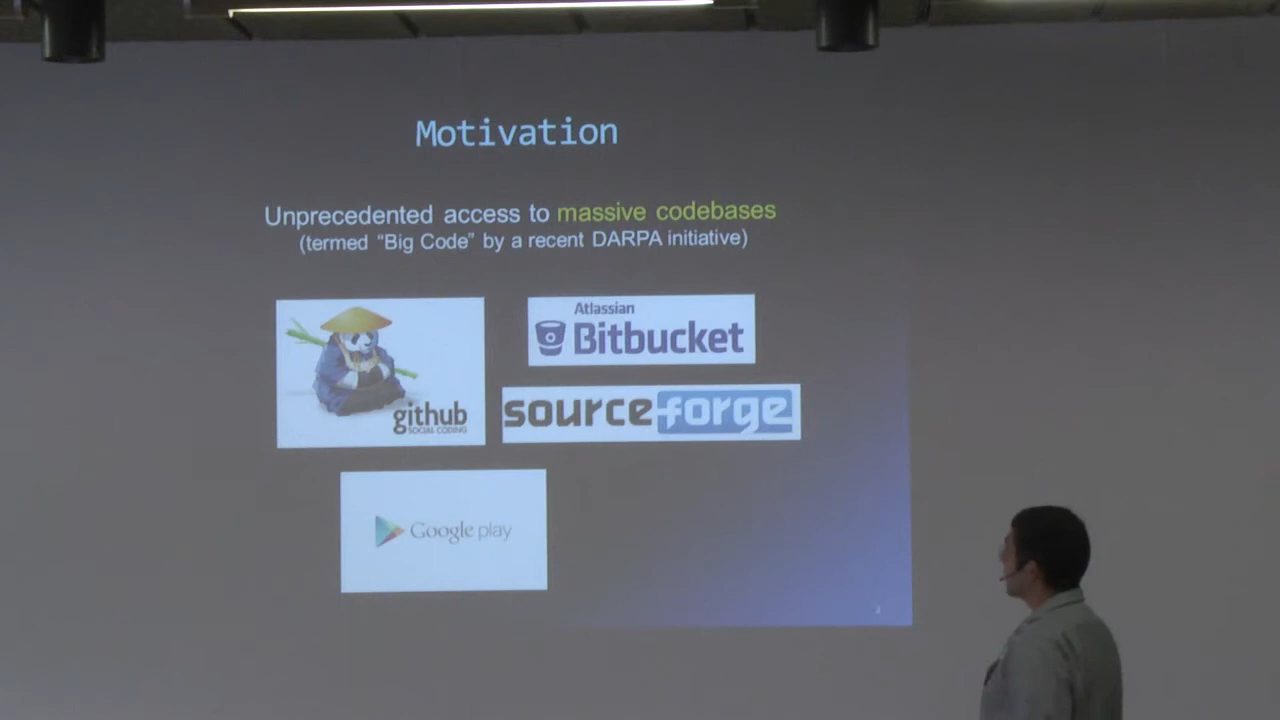 Motivation
Unprecedented access to massive codebases
(termed “Big Code” by a recent DARPA initiative)
github
SOCIAL CODING
Atlassian
Bitbucket
sourceforge
Google play